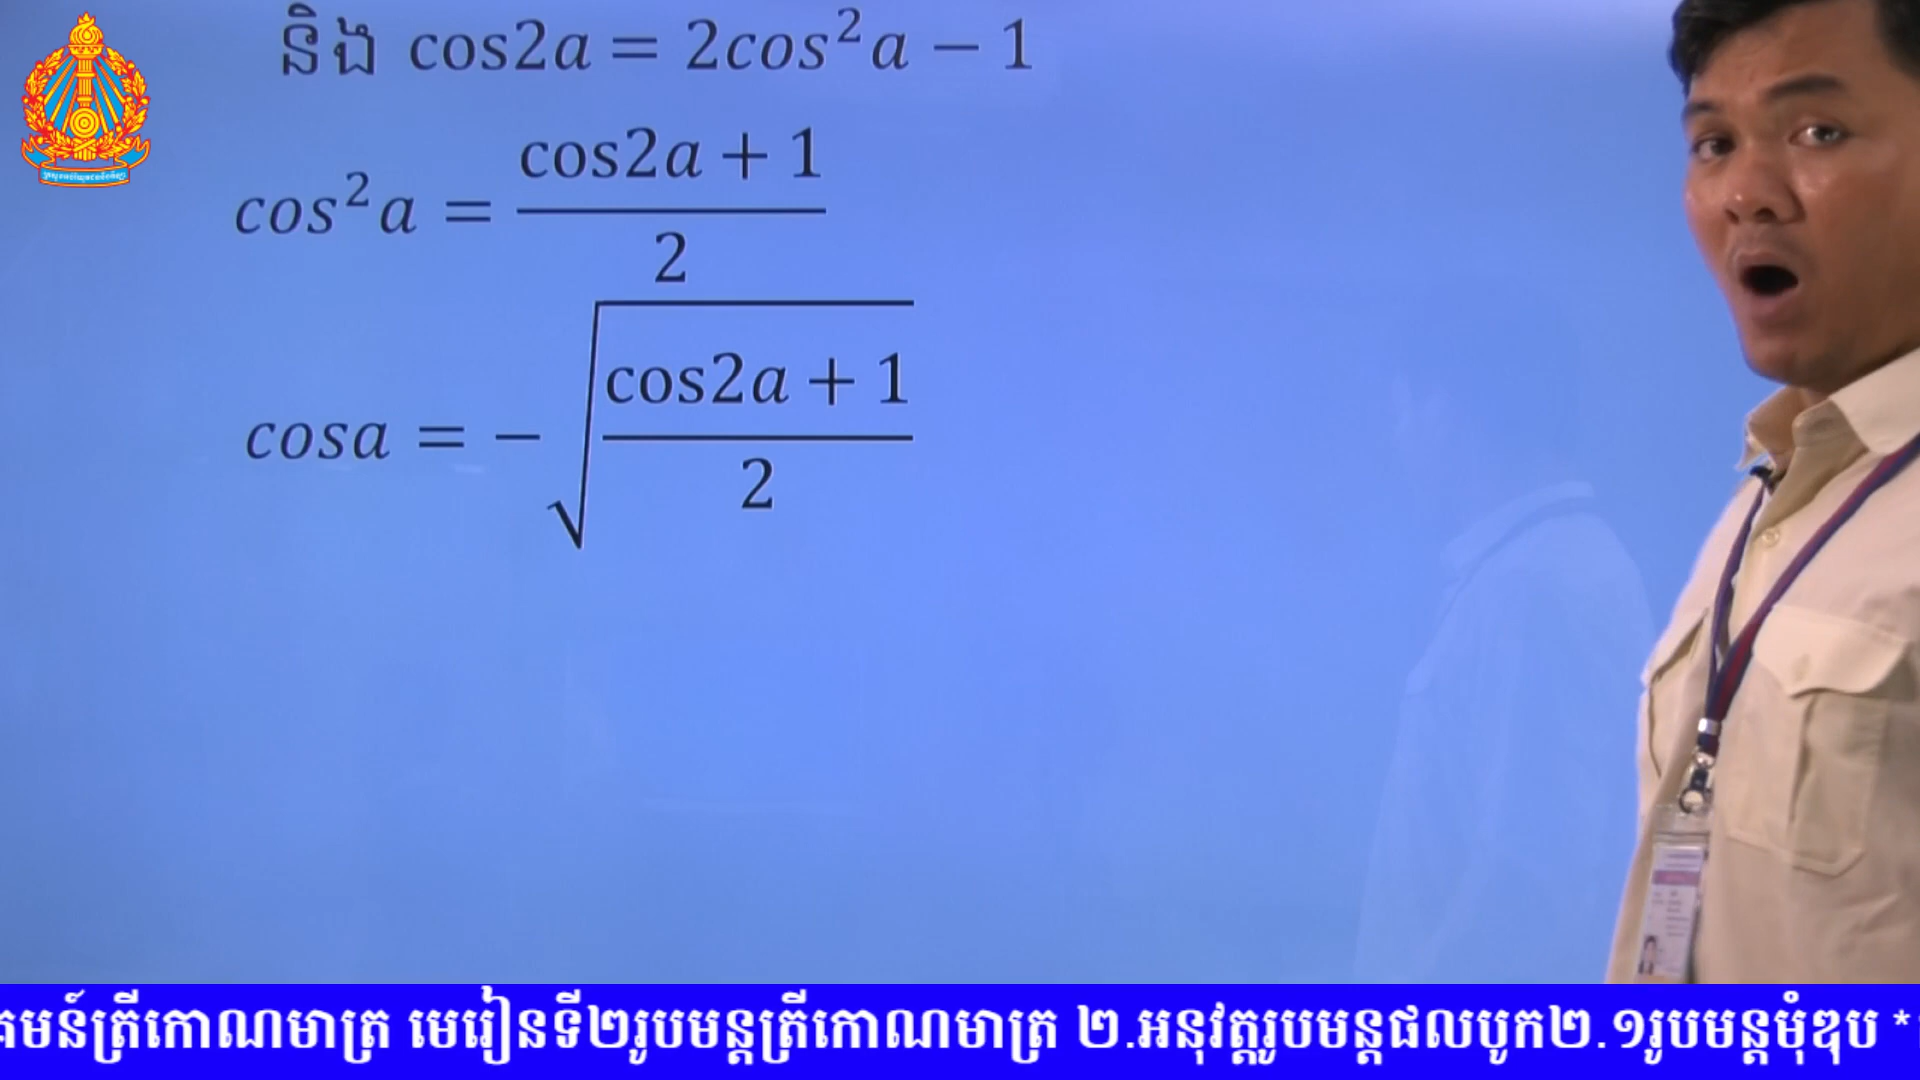 និង cos2a = 2cos²a − 1
cos²a = (cos2a + 1)/2
cosa = −√((cos2a + 1)/2)
គមន៍ត្រីកោណមាត្រ មេរៀនទី២រូបមន្តត្រីកោណមាត្រ ២.អនុវត្តរូបមន្តផលបូក២.១រូបមន្តមុំឌុប *